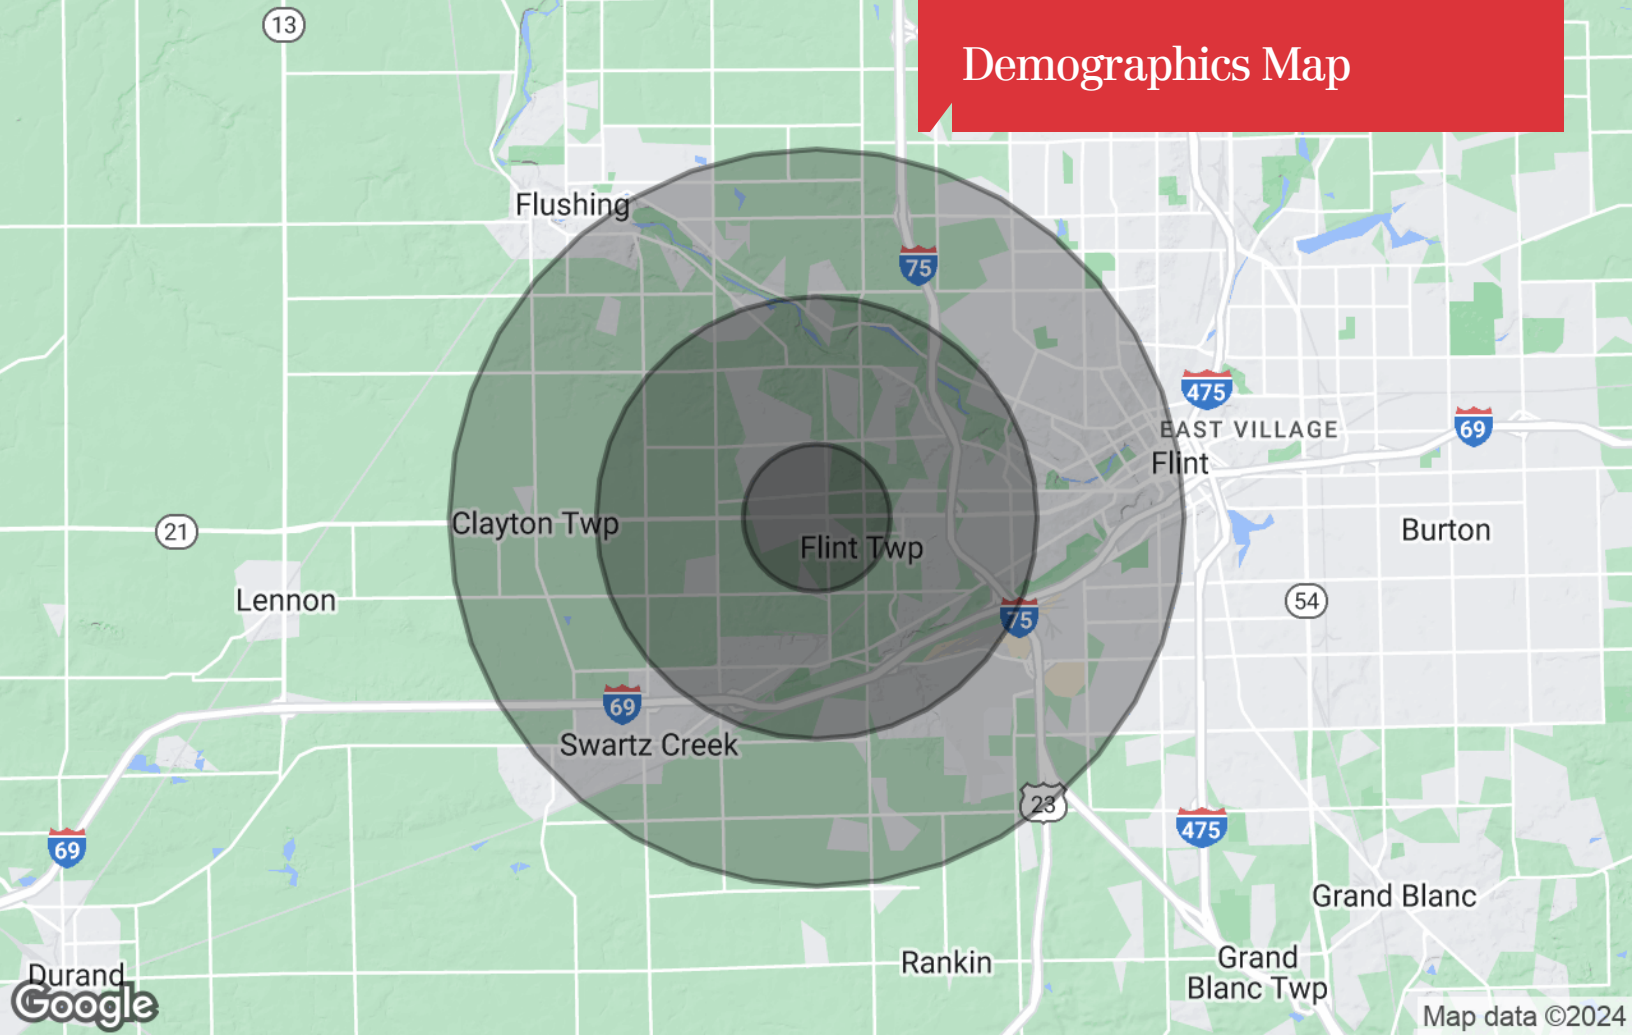 Demographics Map
13
Flushing
75
475
EAST VILLAGE
69
Flint
Clayton Twp
21
Flint Twp
Burton
Lennon
54
75
69
Swartz Creek
23
475
69
Grand Blanc
Rankin
Grand
Blanc Twp
Durand
Google
Map data ©2024